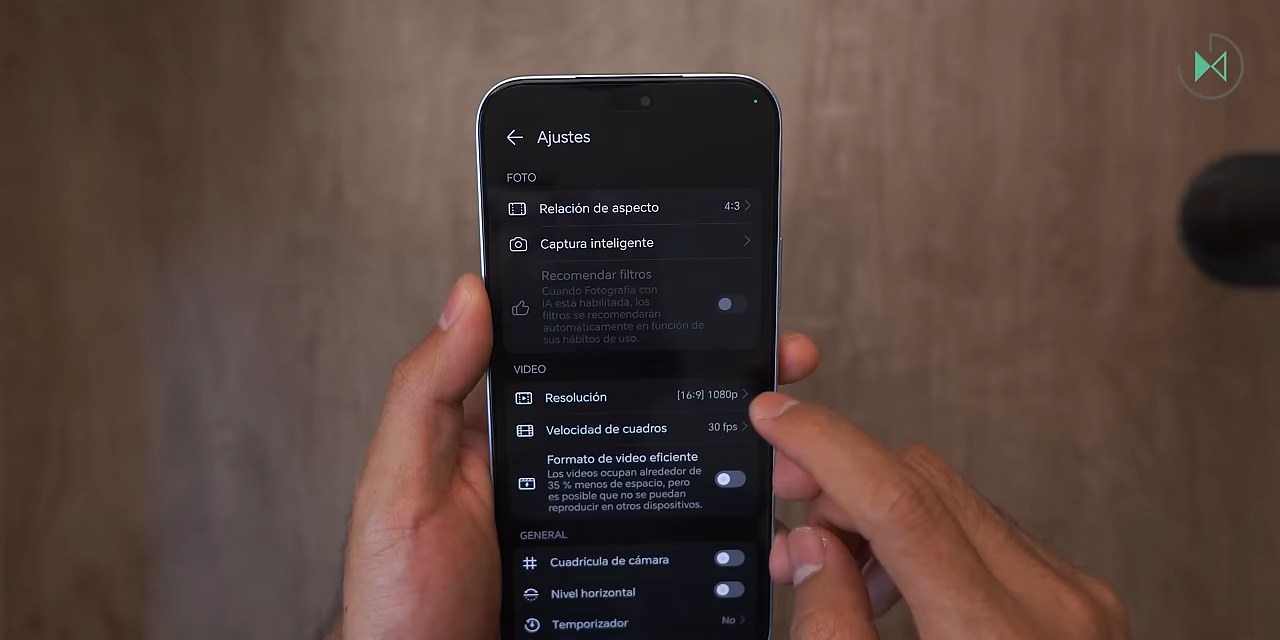 Ajustes
FOTO
Relación de aspecto 4:3
Captura inteligente
Recomendar filtros
Cuando Fotografía con
IA está habilitada, los
filtros se recomendarán
automáticamente en función de
sus hábitos de uso.
VIDEO
Resolución [16:9] 1080p
Velocidad de cuadros 30 fps
Formato de video eficiente
Los videos ocupan alrededor de
35 % menos de espacio, pero
es posible que no se puedan
reproducir en otros dispositivos.
GENERAL
Cuadrícula de cámara
Nivel horizontal
Temporizador No